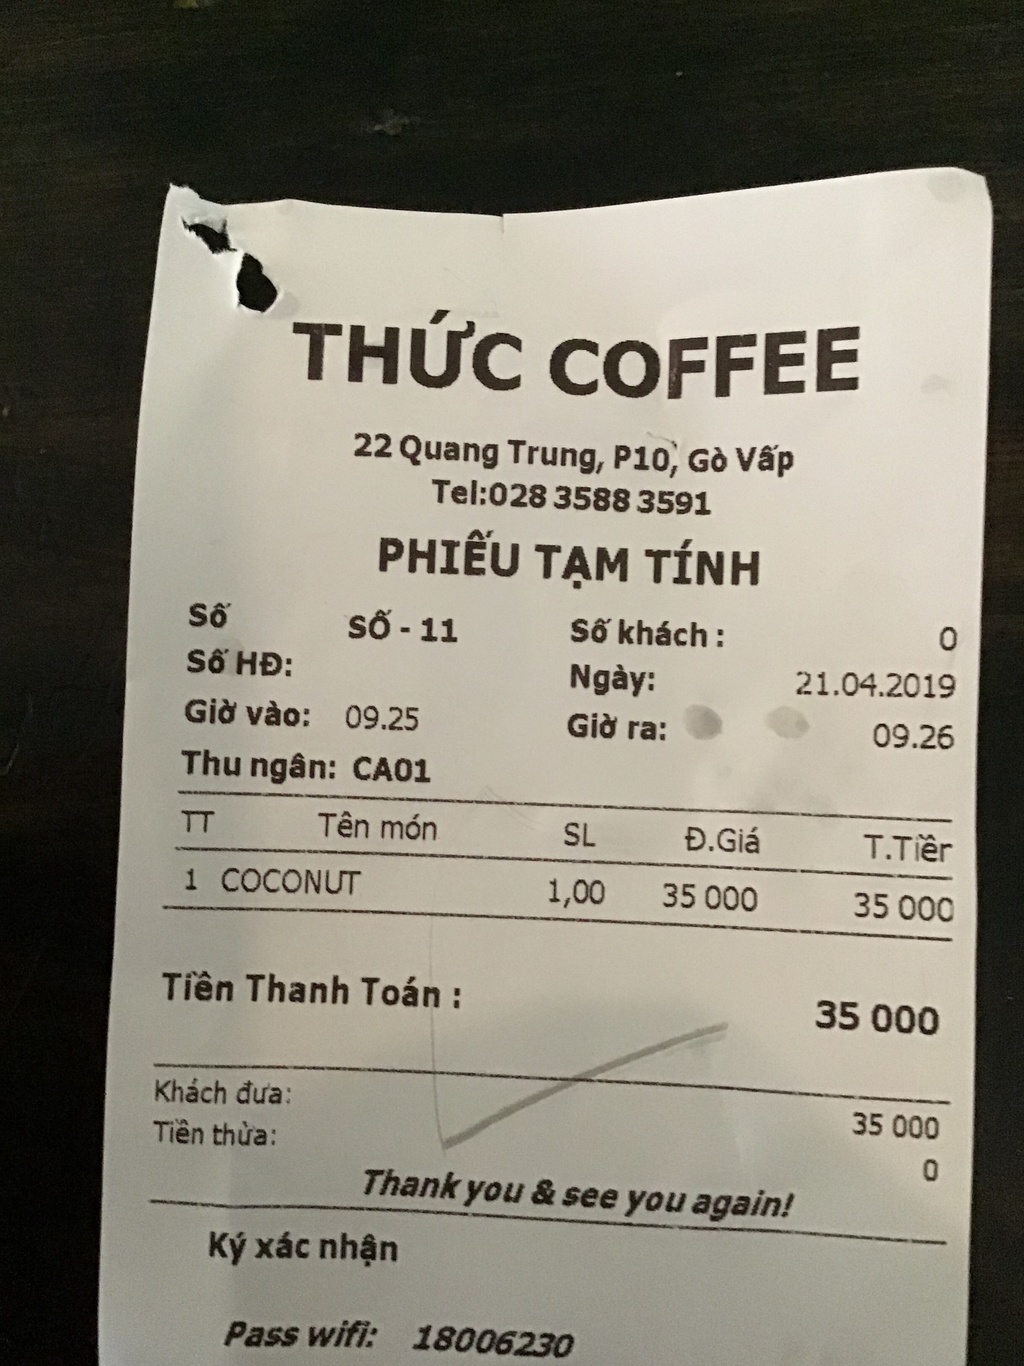 THỨC COFFEE
22 Quang Trung, P10, Gò Vấp
Tel:028 3588 3591
PHIẾU TẠM TÍNH
Số SỐ - 11 Số khách : 0
Số HĐ: Ngày: 21.04.2019
Giờ vào: 09.25 Giờ ra: 09.26
Thu ngân: CA01
TT Tên món SL Đ.Giá T.Tiền
1 COCONUT 1,00 35 000 35 000
Tiền Thanh Toán : 35 000
Khách đưa: 35 000
Tiền thừa: 0
Thank you & see you again!
Ký xác nhận
Pass wifi: 18006230